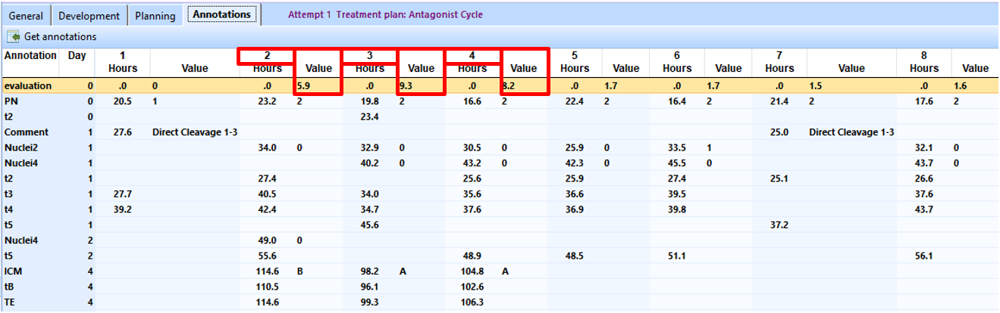 General Development Planning Annotations Attempt 1 Treatment plan: Antagonist Cycle
Get annotations
Annotation Day 1 2 3 4 5 6 7 8
Hours Value Hours Value Hours Value Hours Value Hours Value Hours Value Hours Value Hours Value
evaluation 0 .0 0 .0 5.9 .0 9.3 .0 8.2 .0 1.7 .0 1.7 .0 1.5 .0 1.6
PN 0 20.5 1 23.2 2 19.8 2 16.6 2 22.4 2 16.4 2 21.4 2 17.6 2
t2 0 23.4
Comment 1 27.6 Direct Cleavage 1-3 25.0 Direct Cleavage 1-3
Nuclei2 1 34.0 0 32.9 0 30.5 0 25.9 0 33.5 1 32.1 0
Nuclei4 1 40.2 0 43.2 0 42.3 0 45.5 0 43.7 0
t2 1 27.4 25.6 25.9 27.4 25.1 26.6
t3 1 27.7 40.5 34.0 35.6 36.6 39.5 37.6
t4 1 39.2 42.4 34.7 37.6 36.9 39.8 43.7
t5 1 45.6 37.2
Nuclei4 2 49.0 0
t5 2 55.6 48.9 48.5 51.1 56.1
ICM 4 114.6 B 98.2 A 104.8 A
tB 4 110.5 96.1 102.6
TE 4 114.6 99.3 106.3